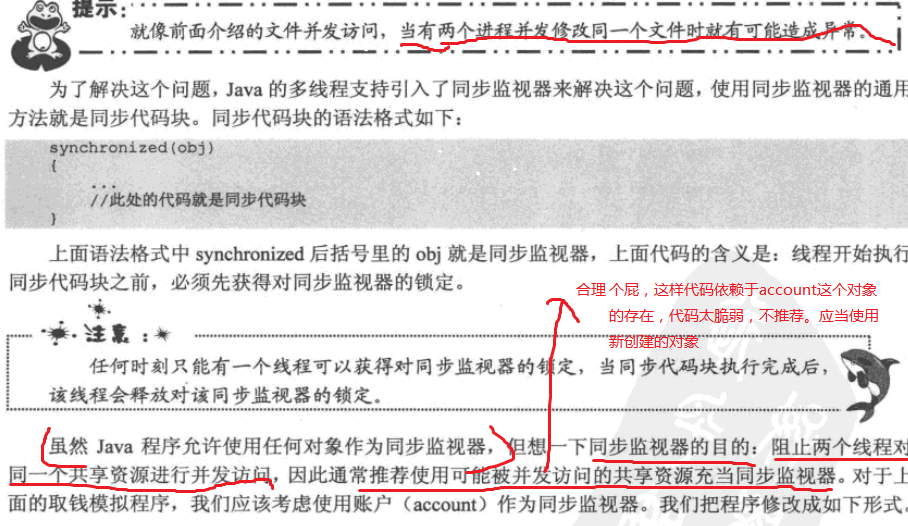 提示:
就像前面介绍的文件并发访问，当有两个进程并发修改同一个文件时就有可能造成异常。
为了解决这个问题，Java 的多线程支持引入了同步监视器来解决这个问题，使用同步监视器的通用
方法就是同步代码块。同步代码块的语法格式如下：
synchronized(obj)
{
...
//此处的代码就是同步代码块
}
上面语法格式中 synchronized 后括号里的 obj 就是同步监视器，上面代码的含义是：线程开始执行
同步代码块之前，必须先获得对同步监视器的锁定。
合理个屁，这样代码依赖于account这个对象
的存在，代码太脆弱，不推荐。应当使用
新创建的对象
注意：
任何时刻只能有一个线程可以获得对同步监视器的锁定，当同步代码块执行完成后，
该线程会释放对该同步监视器的锁定。
虽然 Java 程序允许使用任何对象作为同步监视器，但想一下同步监视器的目的：阻止两个线程对
同一个共享资源进行并发访问，因此通常推荐使用可能被并发访问的共享资源充当同步监视器。对于上
面的取钱模拟程序，我们应该考虑使用账户（account）作为同步监视器。我们把程序修改成如下形式。